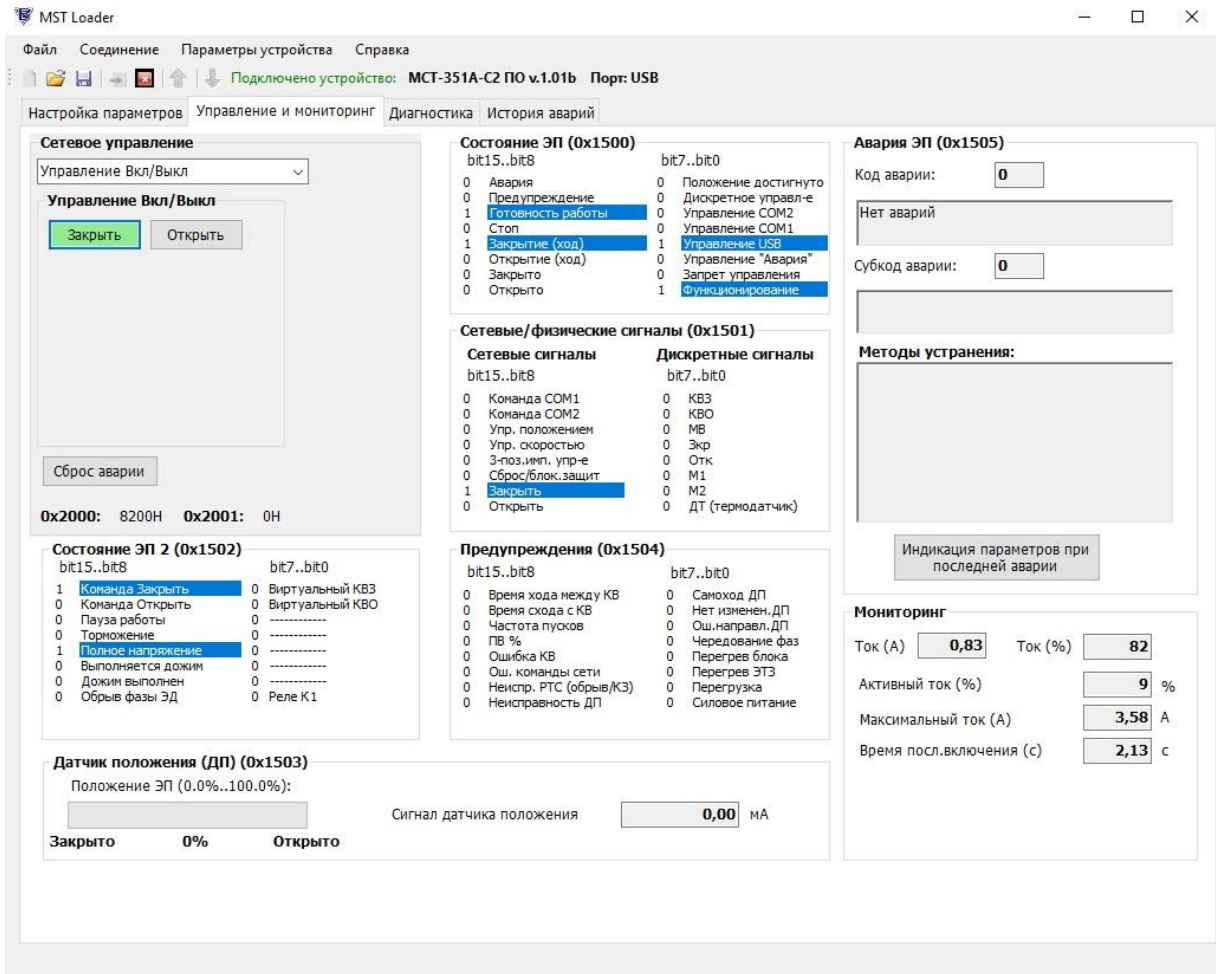 MST Loader
Файл Соединение Параметры устройства Справка
Подключено устройство: МСТ-351А-С2 ПО v.1.01b Порт: USB
Настройка параметров Управление и мониторинг Диагностика История аварий
Сетевое управление
Управление Вкл/Выкл
Управление Вкл/Выкл
Закрыть Открыть
Сброс аварии
0x2000: 8200H 0x2001: 0H
Состояние ЭП (0x1500)
bit15..bit8 bit7..bit0
0 Авария 0 Положение достигнуто
0 Предупреждение 0 Дискретное управл-е
1 Готовность работы 0 Управление COM2
0 Стоп 0 Управление COM1
1 Закрытие (ход) 1 Управление USB
0 Открытие (ход) 0 Управление "Авария"
0 Закрыто 0 Запрет управления
0 Открыто 1 Функционирование
Сетевые/физические сигналы (0x1501)
Сетевые сигналы Дискретные сигналы
bit15..bit8 bit7..bit0
0 Команда COM1 0 КВЗ
0 Команда COM2 0 КВО
0 Упр. положением 0 МВ
0 Упр. скоростью 0 Зкр
0 3-поз.имп. упр-е 0 Отк
0 Сброс/блок.защит 0 М1
1 Закрыть 0 М2
0 Открыть 0 ДТ (термодатчик)
Авария ЭП (0x1505)
Код аварии: 0
Нет аварий
Субкод аварии: 0
Методы устранения:
Индикация параметров при
последней аварии
Состояние ЭП 2 (0x1502)
bit15..bit8 bit7..bit0
1 Команда Закрыть 0 Виртуальный КВЗ
0 Команда Открыть 0 Виртуальный КВО
0 Пауза работы 0 ------------
0 Торможение 0 ------------
1 Полное напряжение 0 ------------
0 Выполняется дожим 0 ------------
0 Дожим выполнен 0 ------------
0 Обрыв фазы ЭД 0 Реле К1
Предупреждения (0x1504)
bit15..bit8 bit7..bit0
0 Время хода между КВ 0 Самоход ДП
0 Время схода с КВ 0 Нет изменен.ДП
0 Частота пусков 0 Ош.направл.ДП
0 ПВ % 0 Чередование фаз
0 Ошибка КВ 0 Перегрев блока
0 Ош. команды сети 0 Перегрев ЭТЗ
0 Неиспр. РТС (обрыв/КЗ) 0 Перегрузка
0 Неисправность ДП 0 Силовое питание
Мониторинг
Ток (А) 0,83 Ток (%) 82
Активный ток (%) 9 %
Максимальный ток (А) 3,58 А
Время посл.включения (с) 2,13 с
Датчик положения (ДП) (0x1503)
Положение ЭП (0.0%..100.0%):
Сигнал датчика положения 0,00 мА
Закрыто 0% Открыто